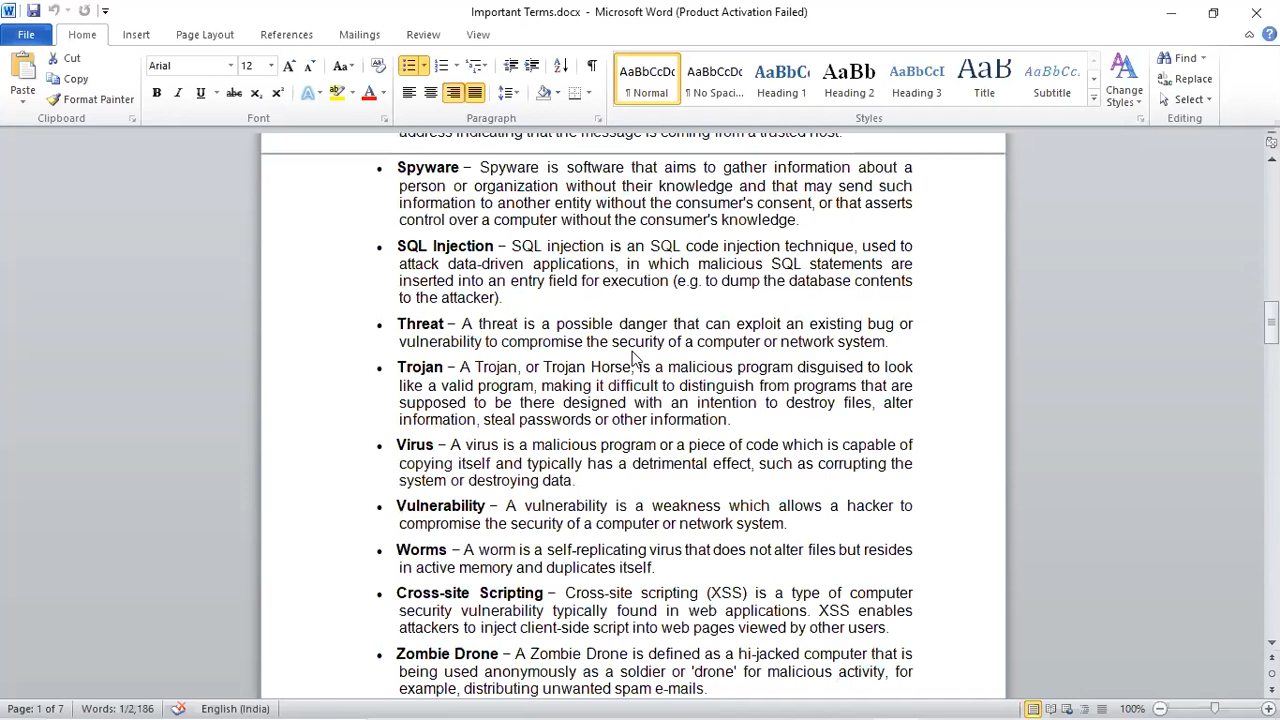 Important Terms.docx - Microsoft Word (Product Activation Failed)
File Home Insert Page Layout References Mailings Review View
Paste Cut Copy Format Painter
Arial 12
AaBbCcDc AaBbCcDc AaBbCc AaBb AaBbCcI AaB AaBbCcDc
¶ Normal ¶ No Spaci... Heading 1 Heading 2 Heading 3 Title Subtitle
Change Styles
Find Replace Select
Clipboard Font Paragraph Styles Editing
address indicating that the message is coming from a trusted host.
• Spyware − Spyware is software that aims to gather information about a
person or organization without their knowledge and that may send such
information to another entity without the consumer's consent, or that asserts
control over a computer without the consumer's knowledge.
• SQL Injection − SQL injection is an SQL code injection technique, used to
attack data-driven applications, in which malicious SQL statements are
inserted into an entry field for execution (e.g. to dump the database contents
to the attacker).
• Threat − A threat is a possible danger that can exploit an existing bug or
vulnerability to compromise the security of a computer or network system.
• Trojan − A Trojan, or Trojan Horse, is a malicious program disguised to look
like a valid program, making it difficult to distinguish from programs that are
supposed to be there designed with an intention to destroy files, alter
information, steal passwords or other information.
• Virus − A virus is a malicious program or a piece of code which is capable of
copying itself and typically has a detrimental effect, such as corrupting the
system or destroying data.
• Vulnerability − A vulnerability is a weakness which allows a hacker to
compromise the security of a computer or network system.
• Worms − A worm is a self-replicating virus that does not alter files but resides
in active memory and duplicates itself.
• Cross-site Scripting − Cross-site scripting (XSS) is a type of computer
security vulnerability typically found in web applications. XSS enables
attackers to inject client-side script into web pages viewed by other users.
• Zombie Drone − A Zombie Drone is defined as a hi-jacked computer that is
being used anonymously as a soldier or 'drone' for malicious activity, for
example, distributing unwanted spam e-mails.
Page: 1 of 7 Words: 1/2,186 English (India) 100%